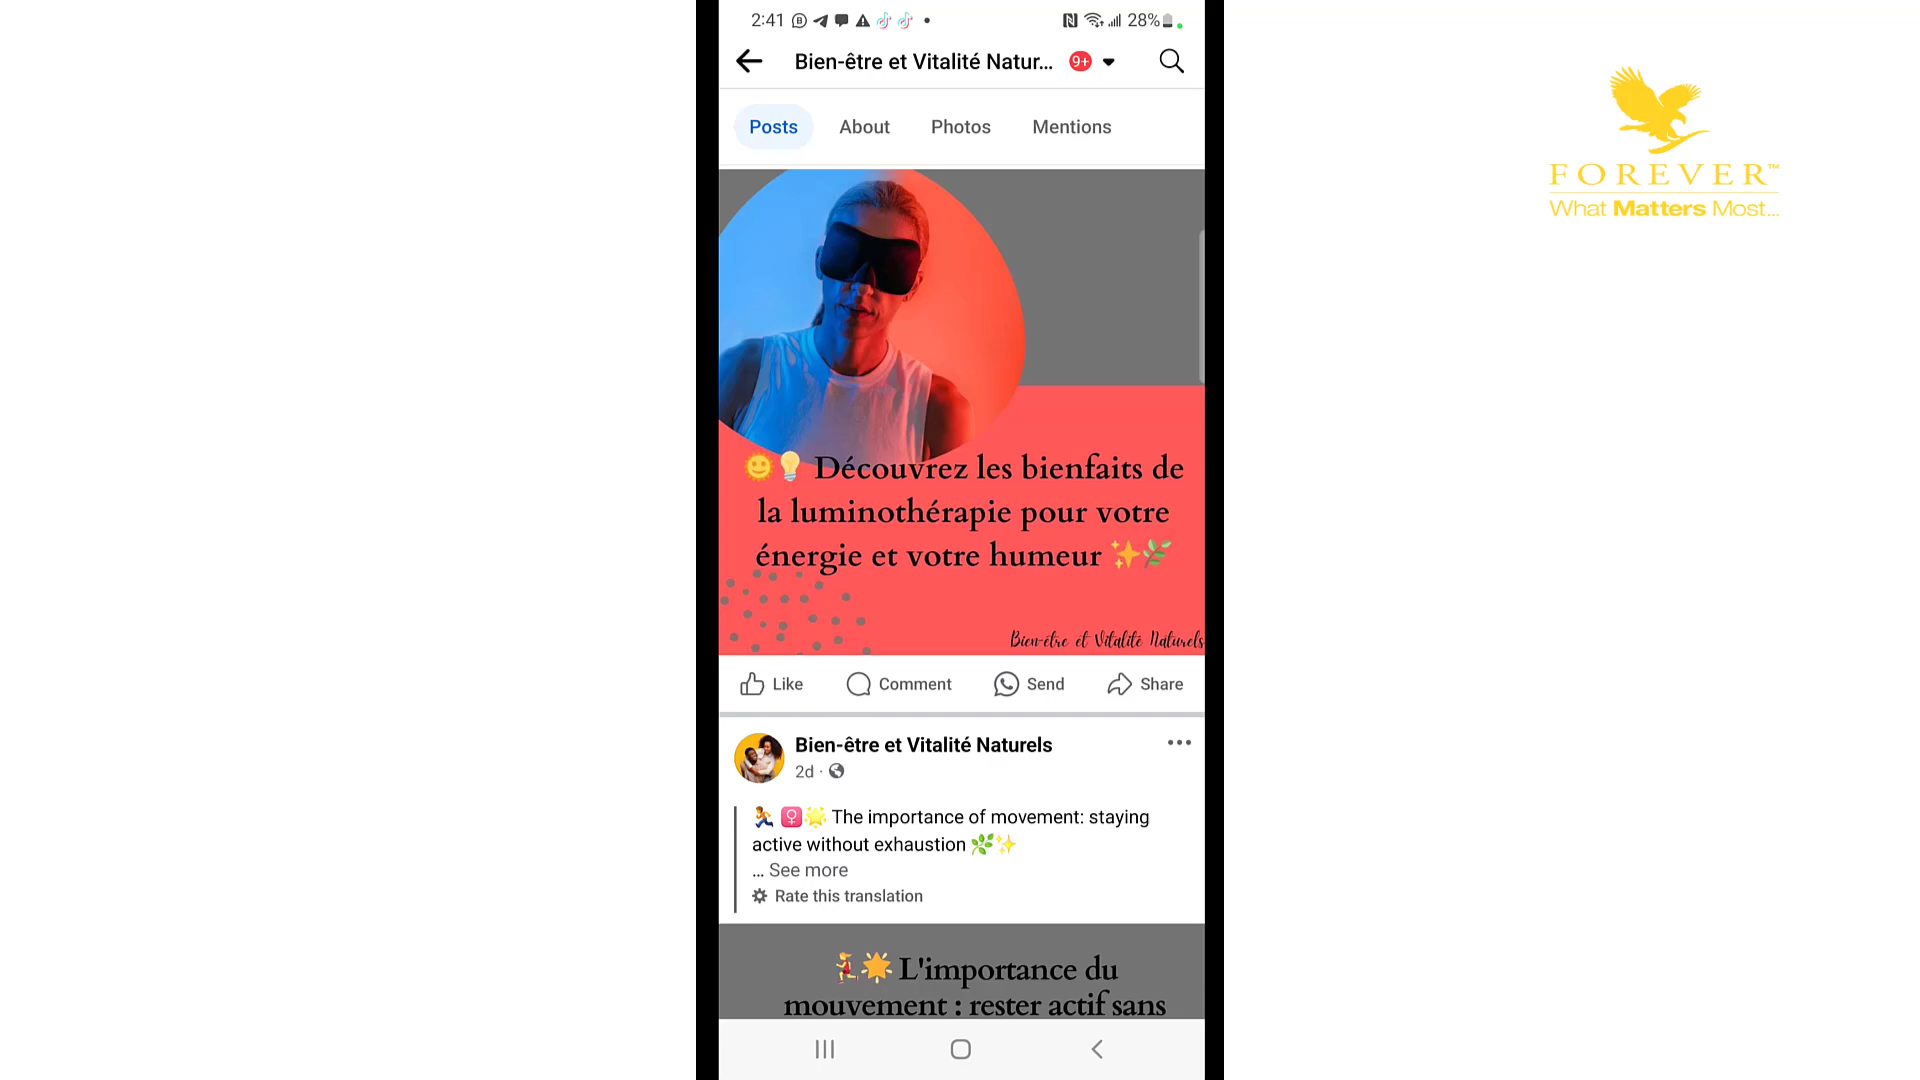 2:41
28%
Bien-être et Vitalité Natur...
9+
Posts
About
Photos
Mentions
🌞💡 Découvrez les bienfaits de
la luminothérapie pour votre
énergie et votre humeur ✨🌿
Bien-être et Vitalité Naturels
Like
Comment
Send
Share
Bien-être et Vitalité Naturels
2d ·
🏃 ♀️🌟 The importance of movement: staying
active without exhaustion 🌿✨
... See more
Rate this translation
🏃🌟 L'importance du
mouvement : rester actif sans
FOREVER™
What Matters Most...